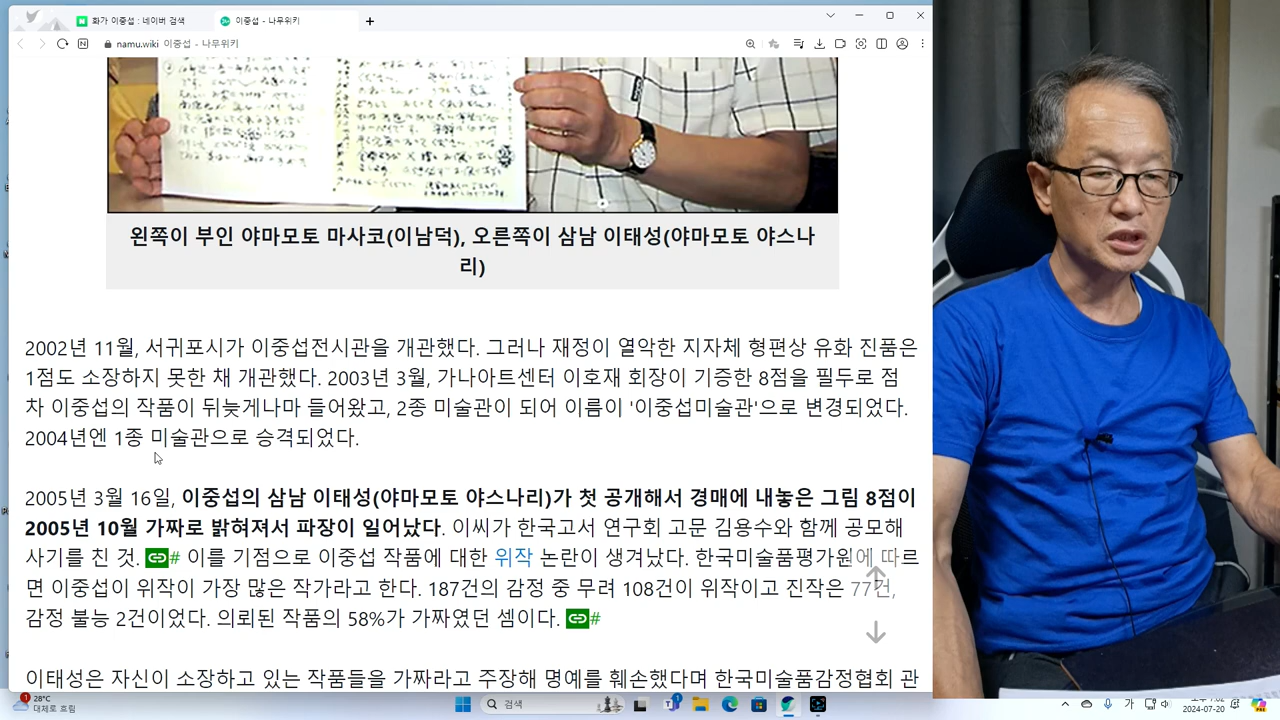 화가 이중섭 : 네이버 검색
이중섭 - 나무위키
namu.wiki 이중섭 - 나무위키
왼쪽이 부인 야마모토 마사코(이남덕), 오른쪽이 삼남 이태성(야마모토 야스나
리)
2002년 11월, 서귀포시가 이중섭전시관을 개관했다. 그러나 재정이 열악한 지자체 형편상 유화 진품은
1점도 소장하지 못한 채 개관했다. 2003년 3월, 가나아트센터 이호재 회장이 기증한 8점을 필두로 점
차 이중섭의 작품이 뒤늦게나마 들어왔고, 2종 미술관이 되어 이름이 '이중섭미술관'으로 변경되었다.
2004년엔 1종 미술관으로 승격되었다.
2005년 3월 16일, 이중섭의 삼남 이태성(야마모토 야스나리)가 첫 공개해서 경매에 내놓은 그림 8점이
2005년 10월 가짜로 밝혀져서 파장이 일어났다. 이씨가 한국고서 연구회 고문 김용수와 함께 공모해
사기를 친 것. # 이를 기점으로 이중섭 작품에 대한 위작 논란이 생겨났다. 한국미술품평가원에 따르
면 이중섭이 위작이 가장 많은 작가라고 한다. 187건의 감정 중 무려 108건이 위작이고 진작은 77건,
감정 불능 2건이었다. 의뢰된 작품의 58%가 가짜였던 셈이다. #
이태성은 자신이 소장하고 있는 작품들을 가짜라고 주장해 명예를 훼손했다며 한국미술품감정협회 관
28°C
대체로 흐림
검색
가
2024-07-20